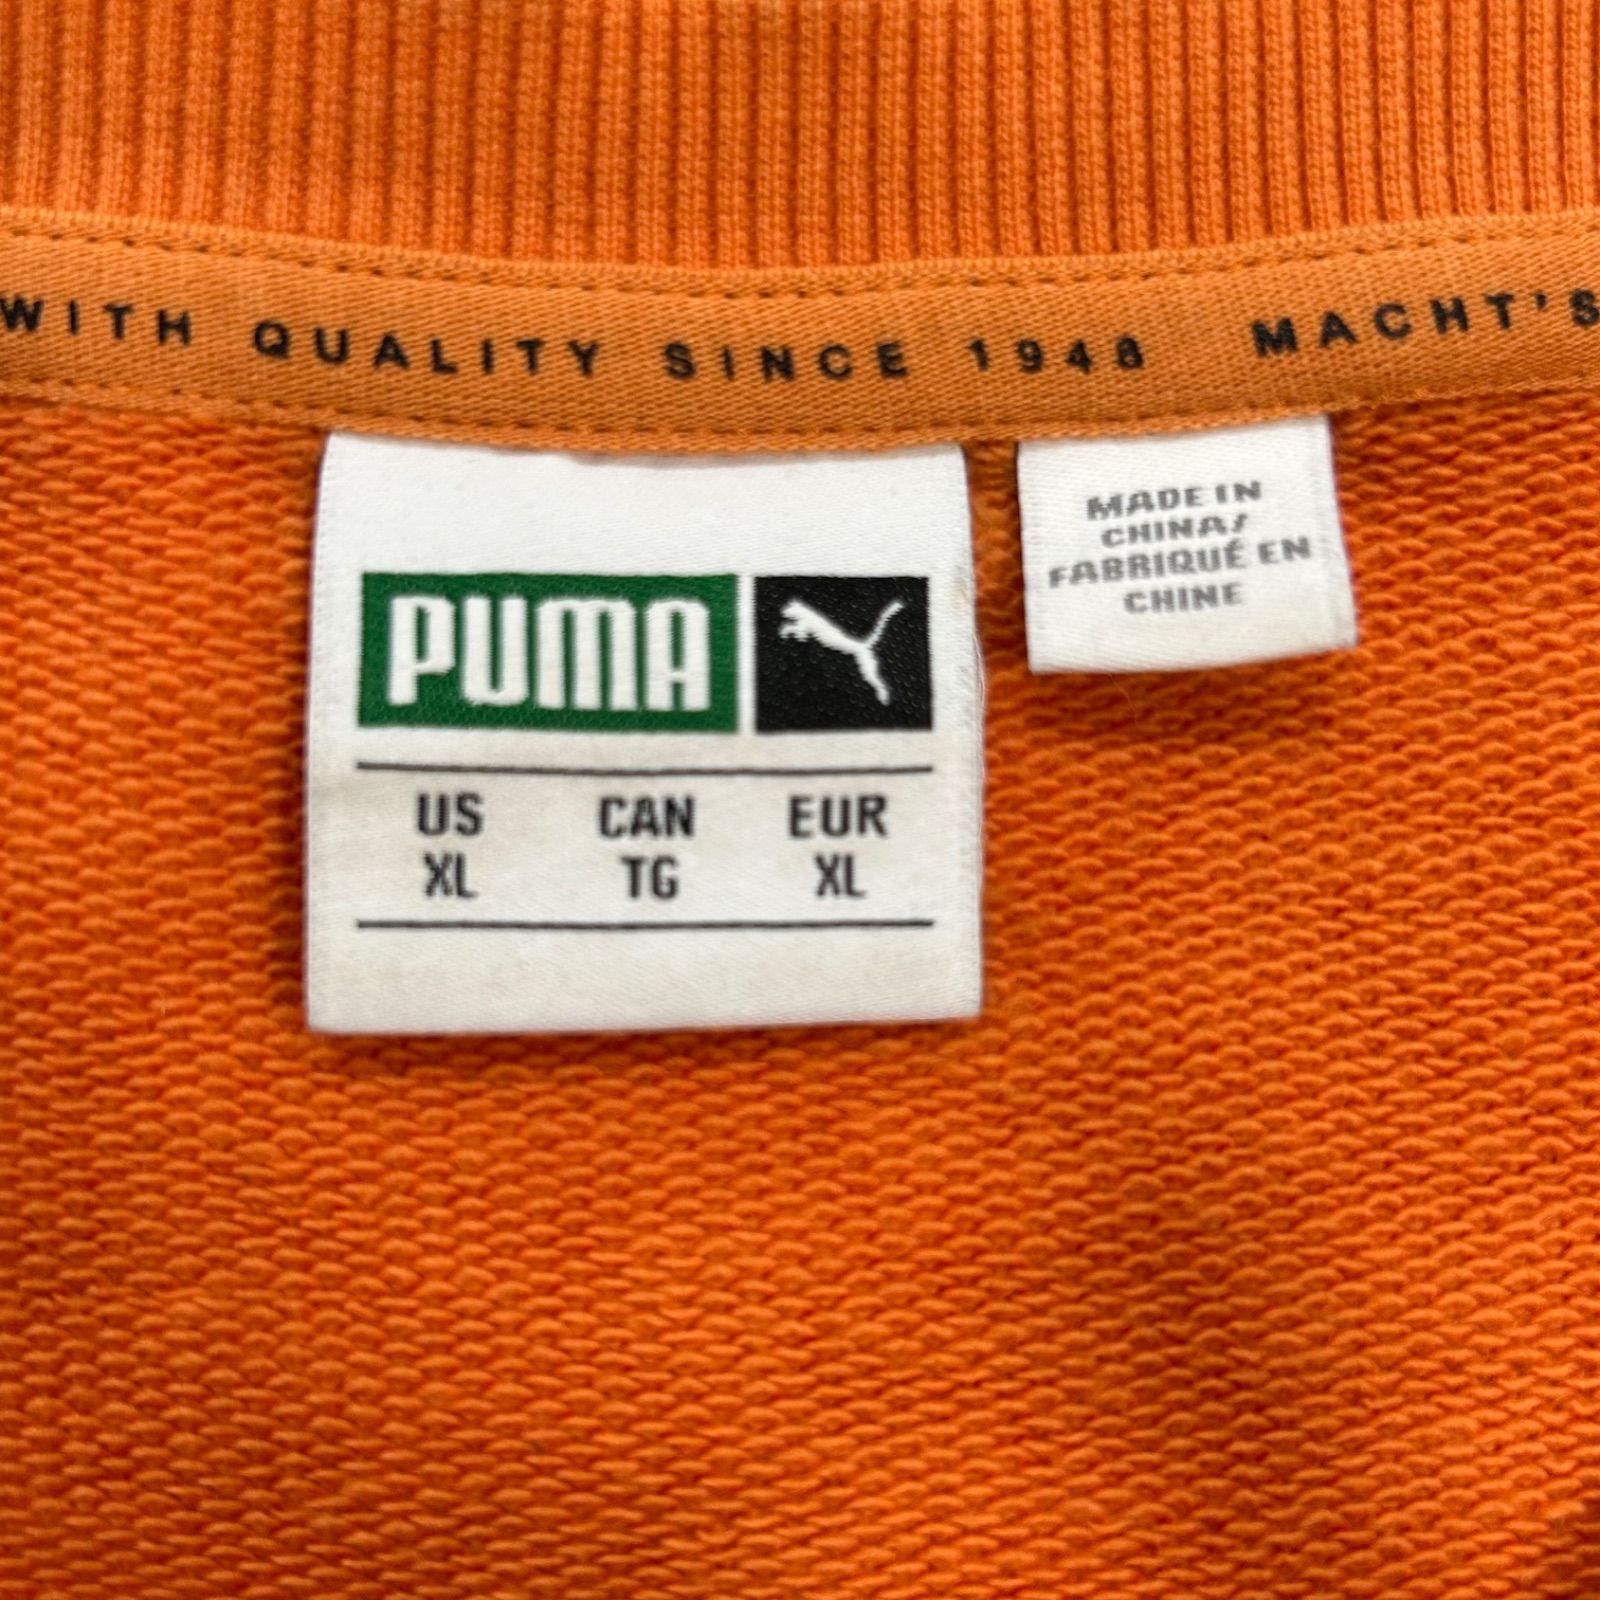 WITH QUALITY SINCE 1948 MACHT'S
PUMA
US CAN EUR
XL TG XL
MADE IN
CHINA/
FABRIQUÉ EN
CHINE